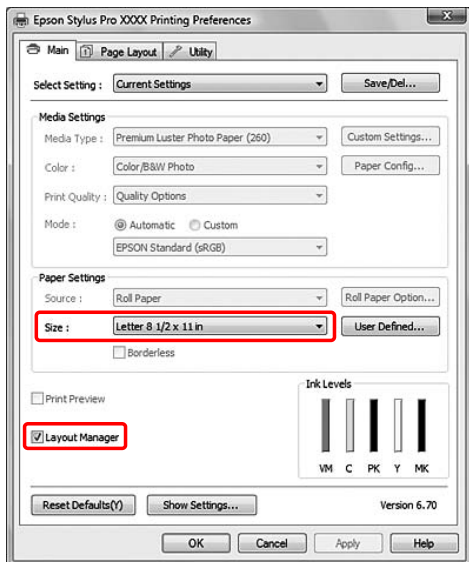 Epson Stylus Pro XXXX Printing Preferences
Main Page Layout Utility
Select Setting : Current Settings Save/Del...
Media Settings
Media Type : Premium Luster Photo Paper (260) Custom Settings...
Color : Color/B&W Photo Paper Config...
Print Quality : Quality Options
Mode : Automatic Custom
EPSON Standard (sRGB)
Paper Settings
Source : Roll Paper Roll Paper Option...
Size : Letter 8 1/2 x 11 in User Defined...
Borderless
Print Preview
Layout Manager
Ink Levels
VM C PK Y MK
Reset Defaults(Y) Show Settings... Version 6.70
OK Cancel Apply Help